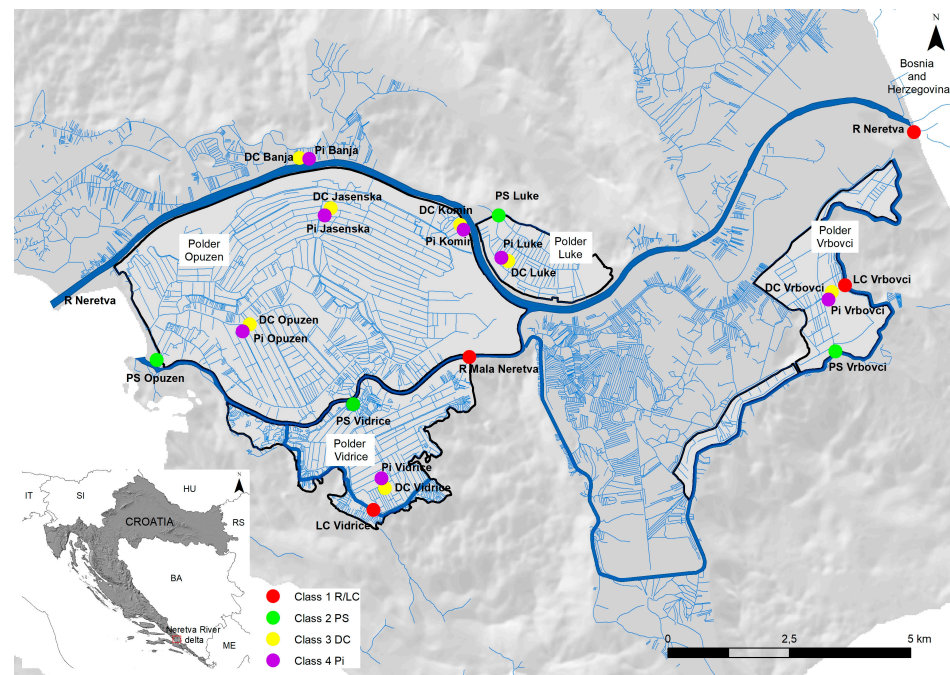 N
Bosnia
and
Herzegovina
R Neretva
DC Banja
Pi Banja
DC Jasenska
Pi Jasenska
DC Komin
Pi Komin
PS Luke
Pi Luke
DC Luke
Polder
Luke
Polder
Opuzen
Polder
Vrbovci
DC Vrbovci
LC Vrbovci
Pi Vrbovci
PS Vrbovci
R Neretva
DC Opuzen
Pi Opuzen
PS Opuzen
R Mala Neretva
PS Vidrice
Polder
Vidrice
Pi Vidrice
DC Vidrice
LC Vidrice
N
IT
SI
HU
CROATIA
RS
BA
Neretva River
delta
ME
Class 1 R/LC
Class 2 PS
Class 3 DC
Class 4 Pi
0
2,5
5 km